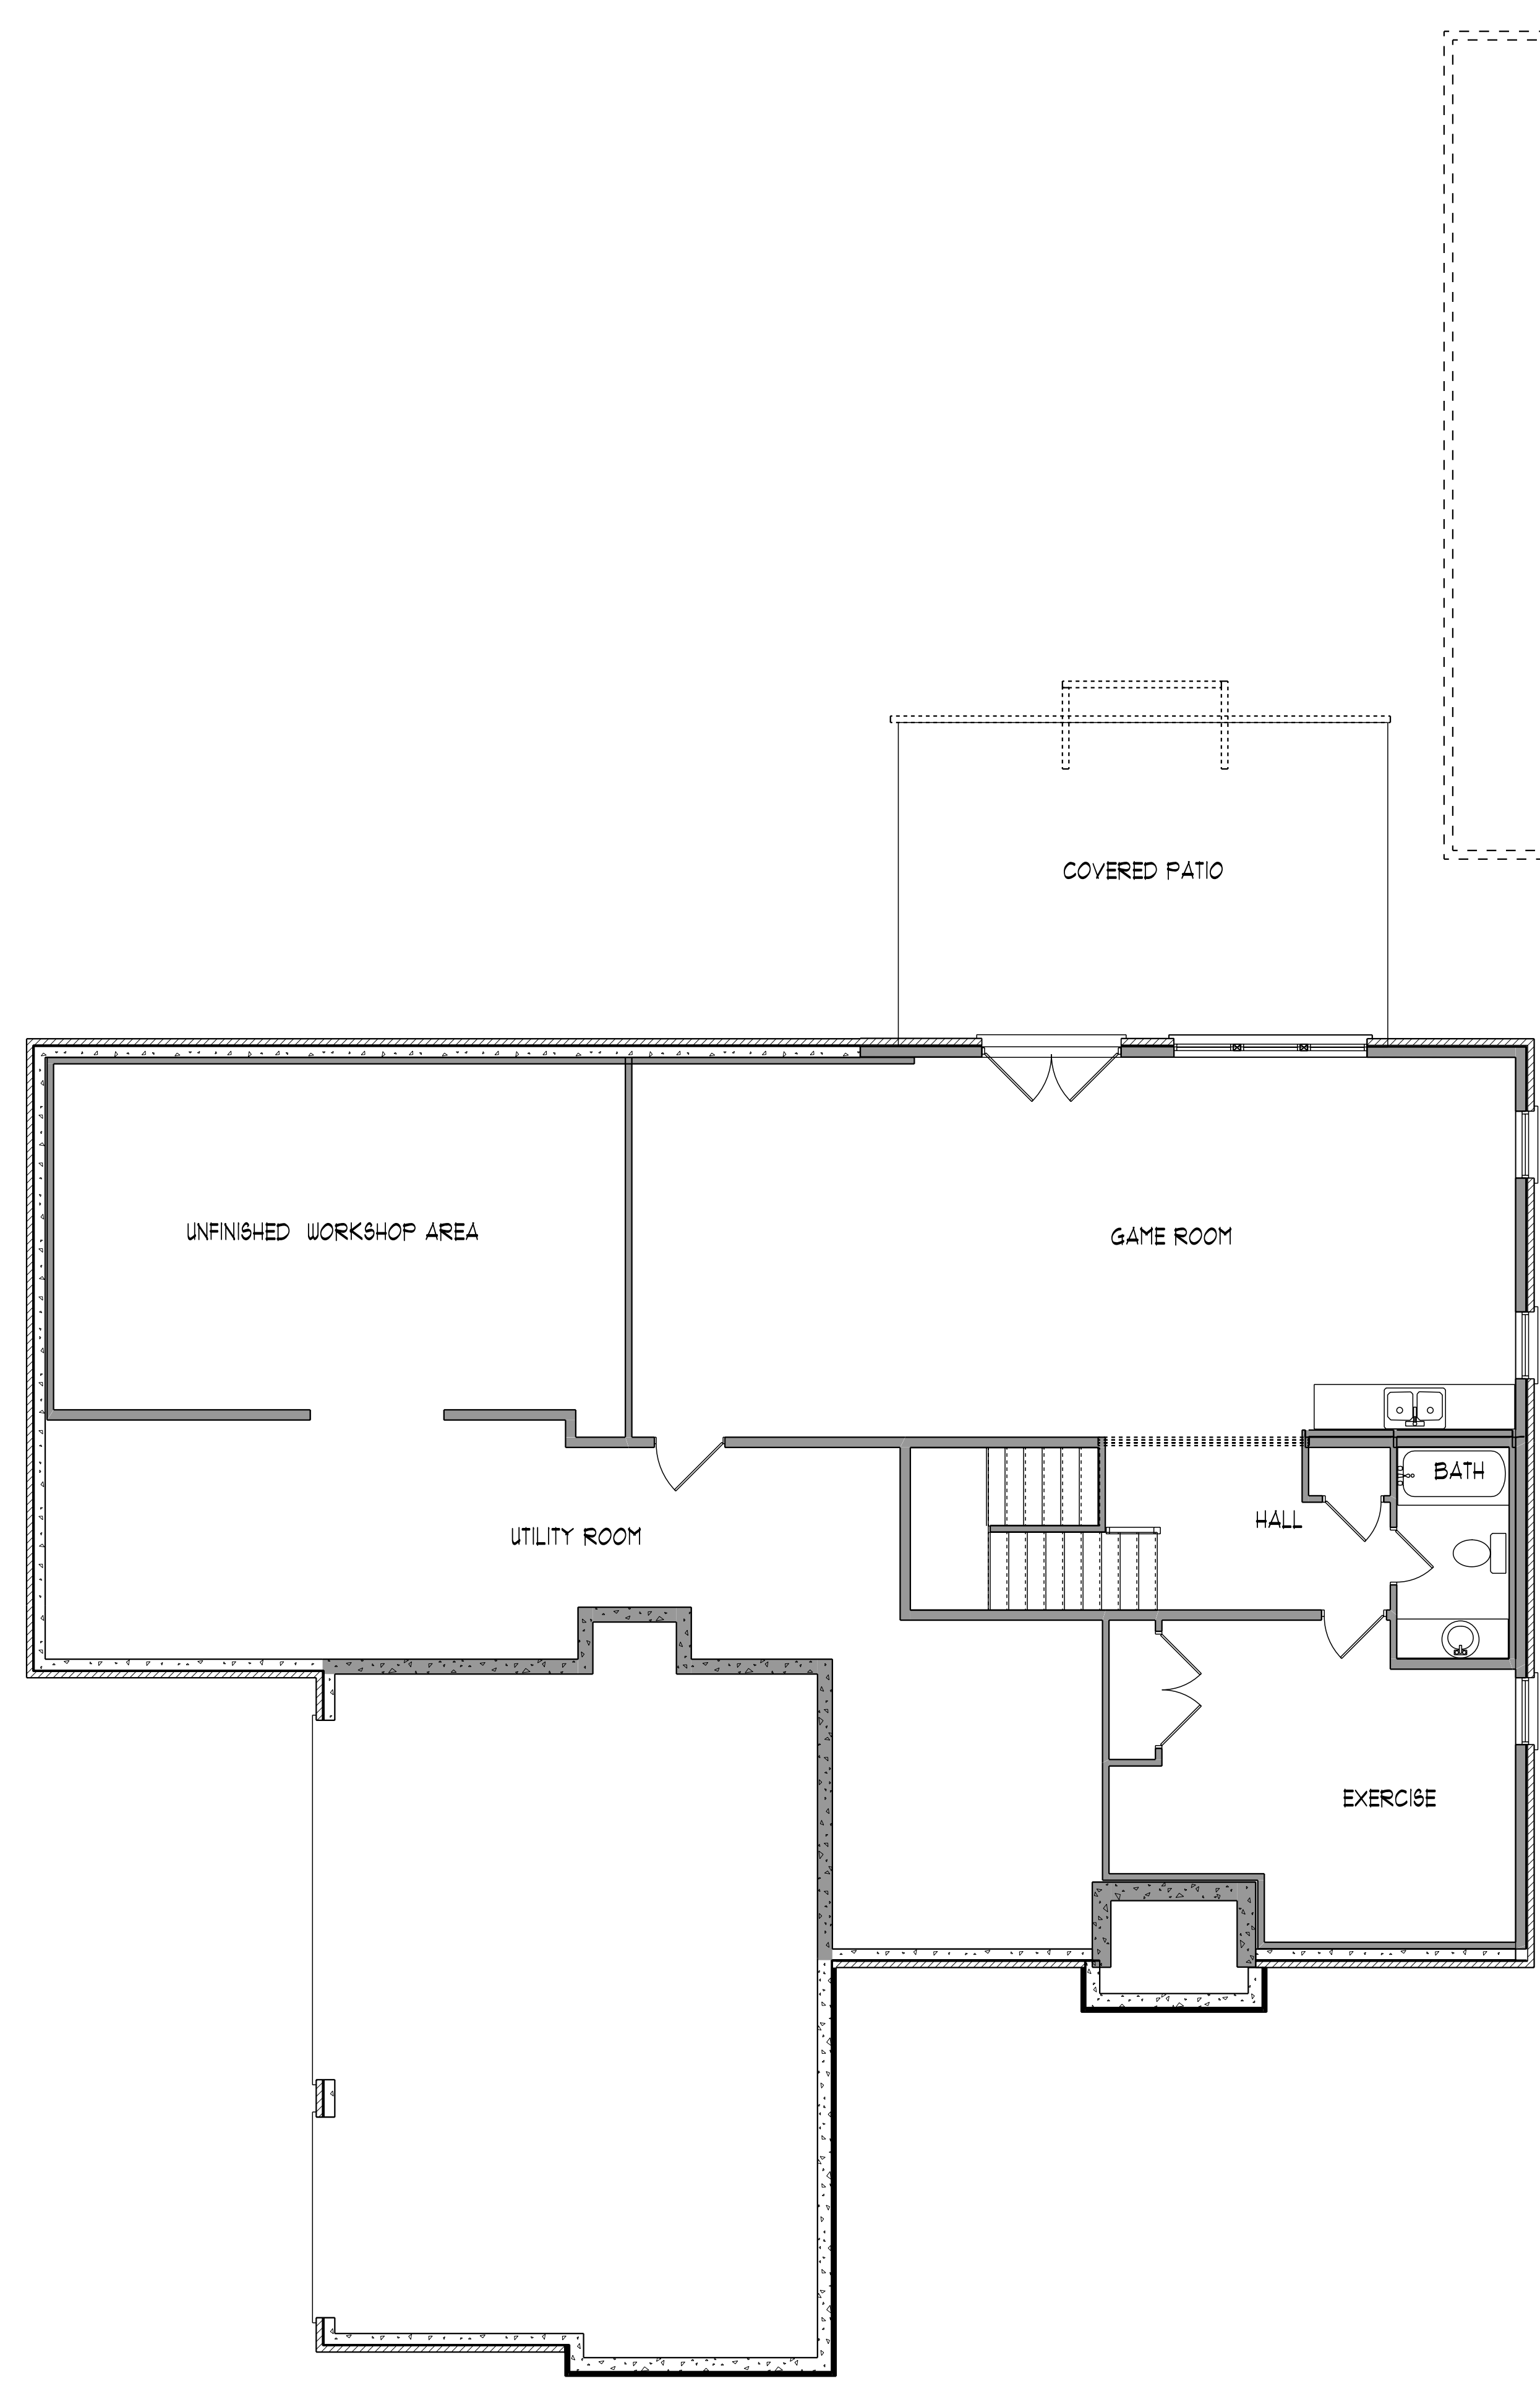 COVERED PATIO
UNFINISHED WORKSHOP AREA
GAME ROOM
BATH
HALL
UTILITY ROOM
EXERCISE